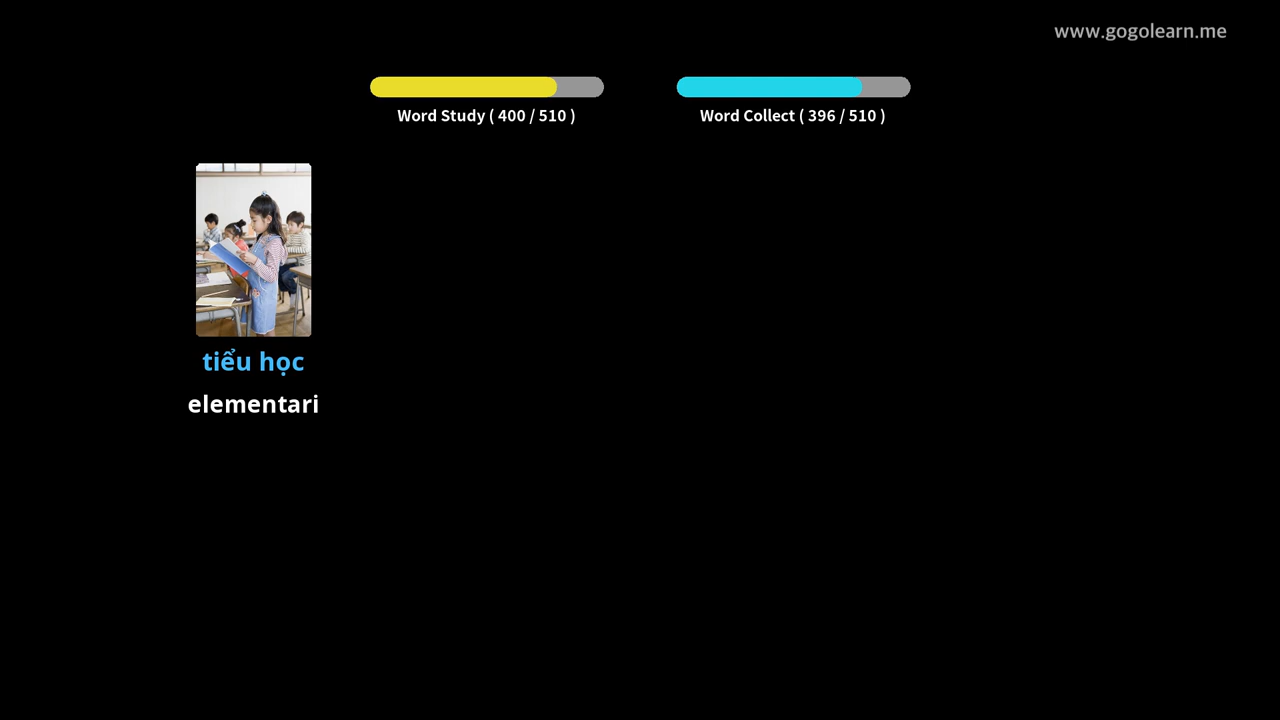 www.gogolearn.me
Word Study ( 400 / 510 )
Word Collect ( 396 / 510 )
tiểu học
elementari